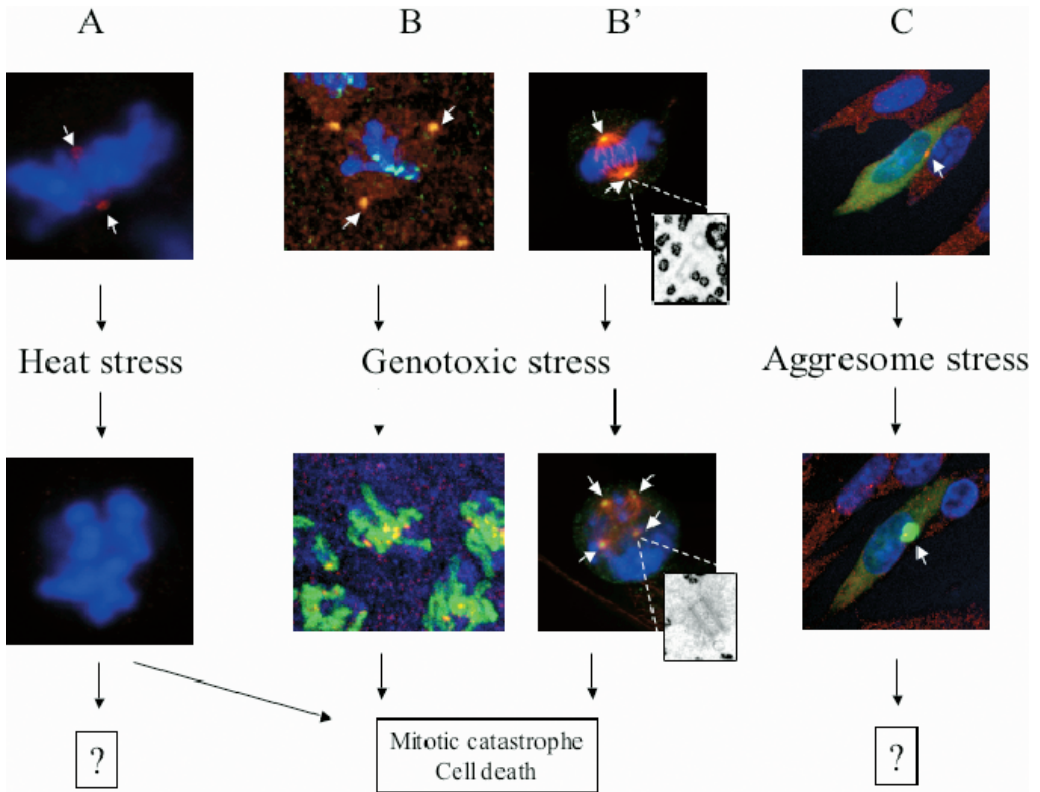 A
B
B’
C
Heat stress
Genotoxic stress
Aggresome stress
?
Mitotic catastrophe
Cell death
?